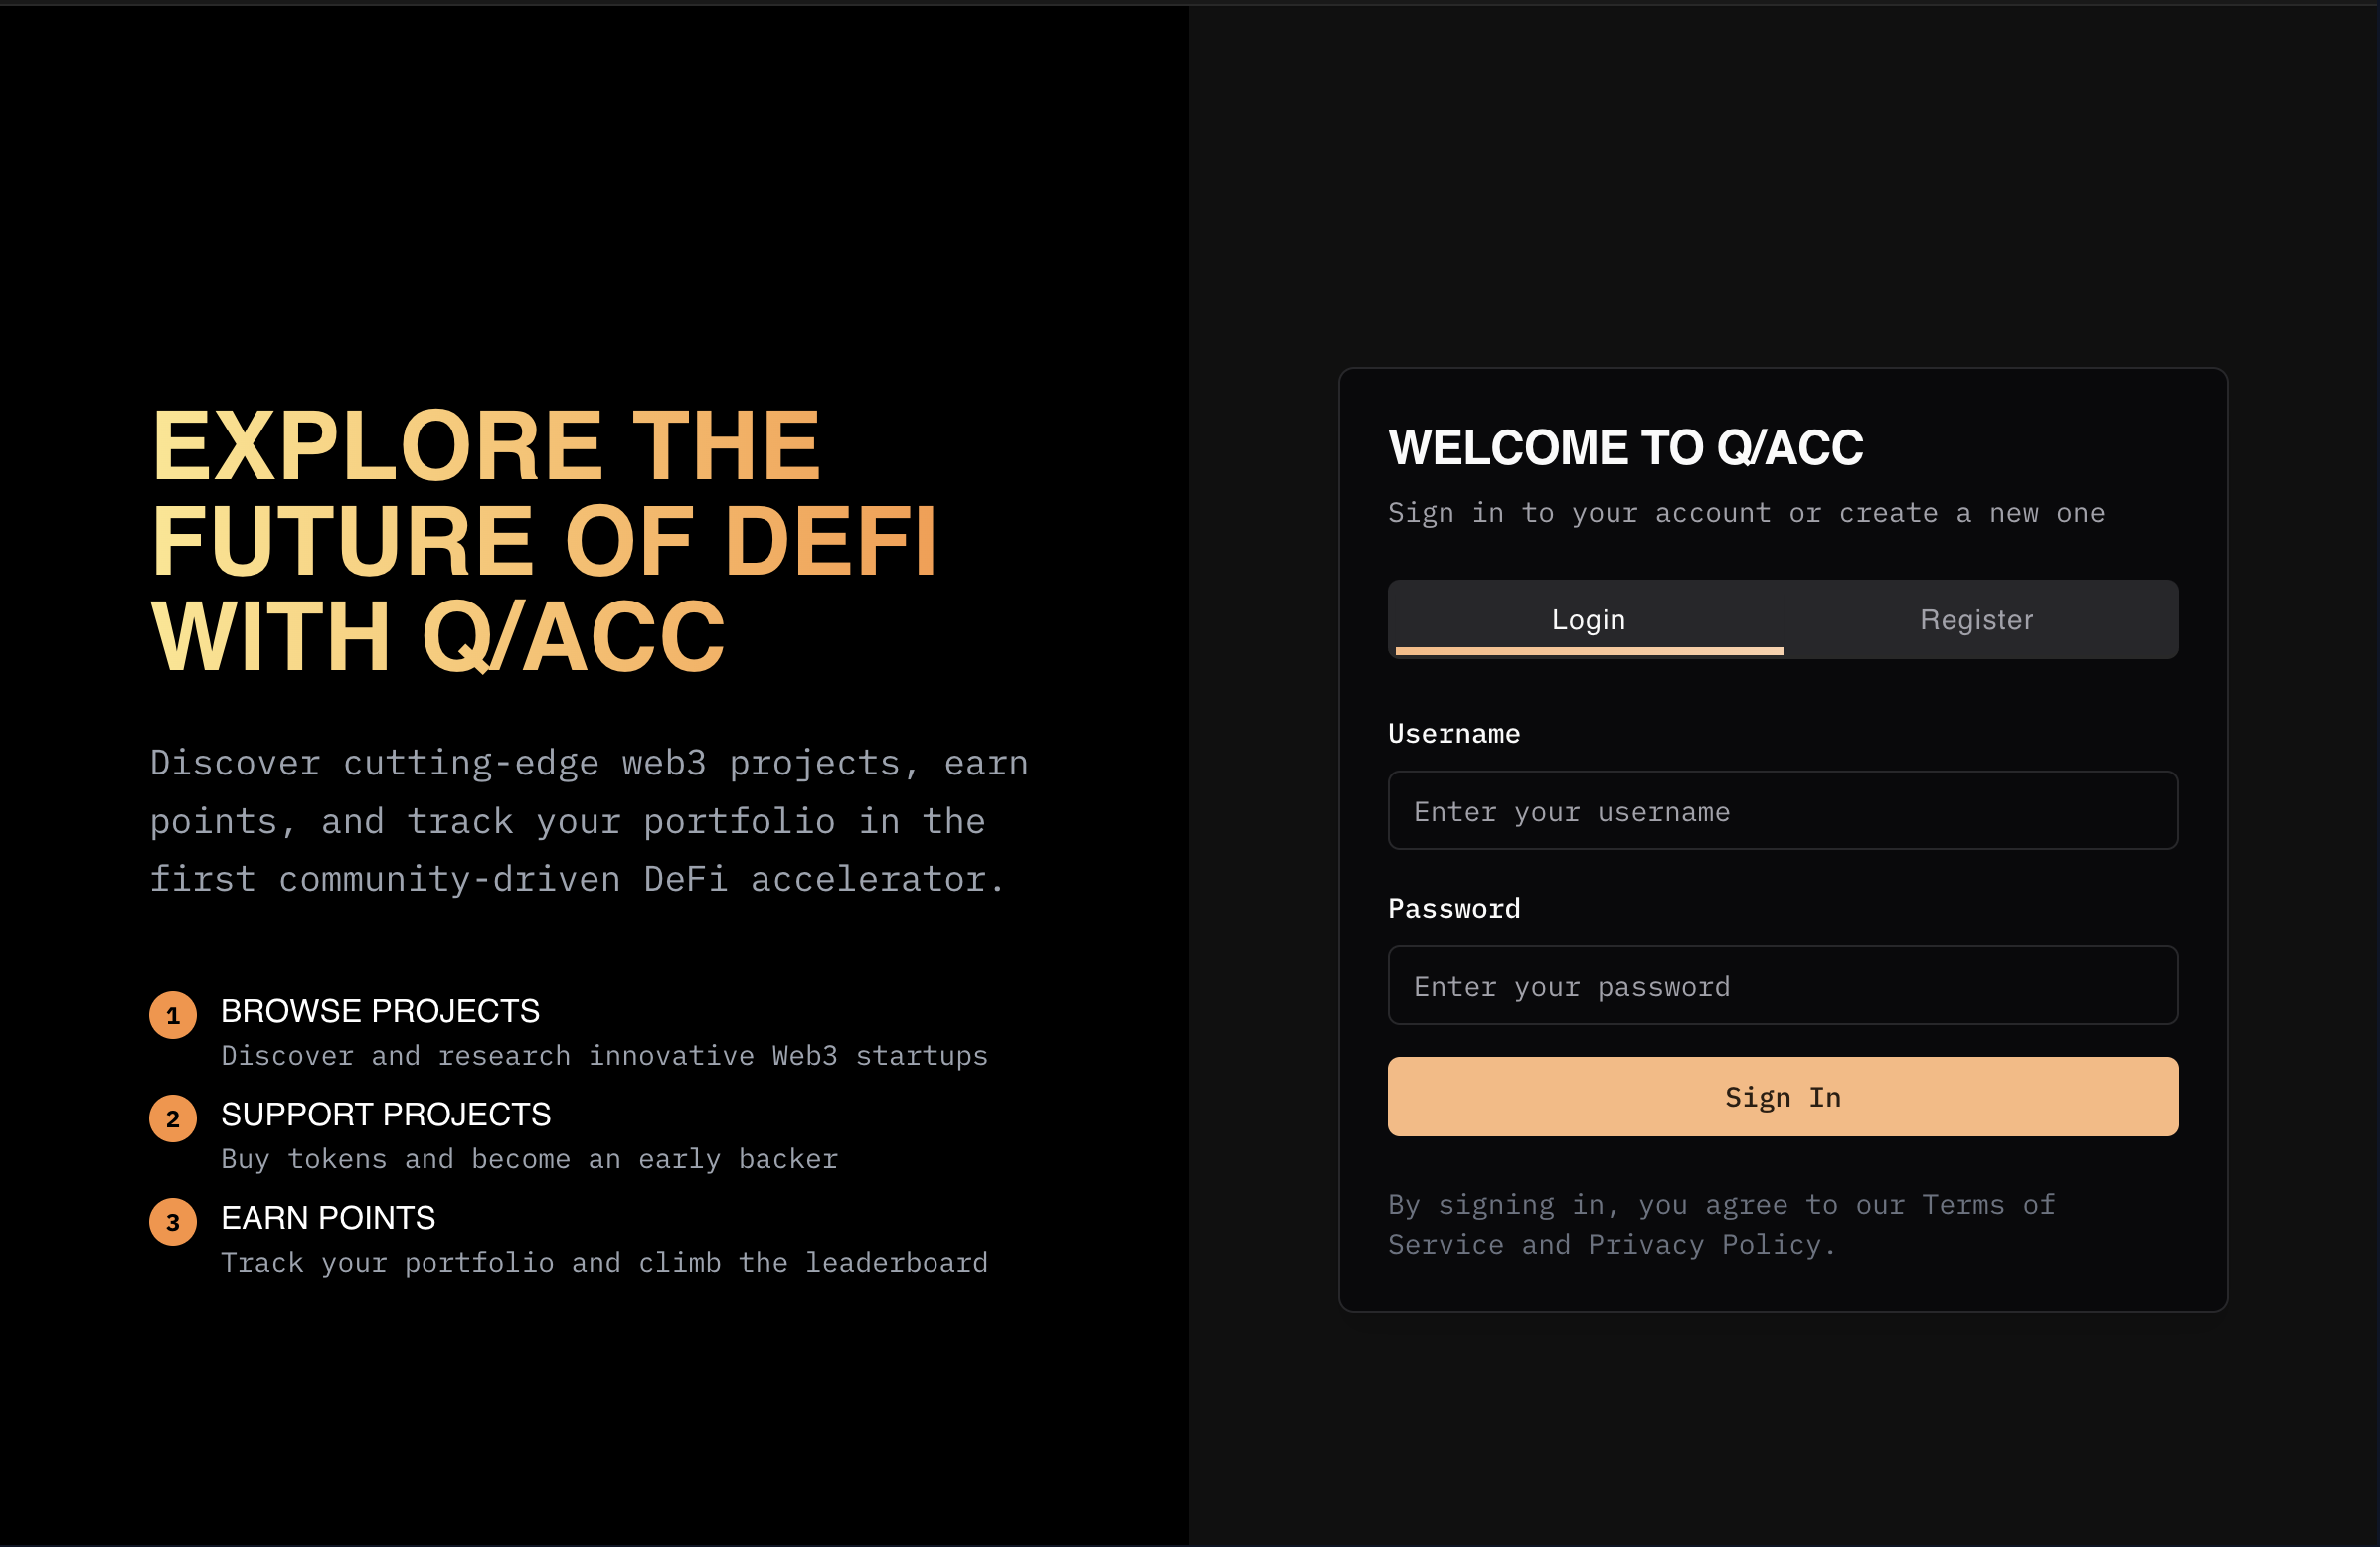 EXPLORE THE
FUTURE OF DEFI
WITH Q/ACC
Discover cutting-edge web3 projects, earn
points, and track your portfolio in the
first community-driven DeFi accelerator.
1 BROWSE PROJECTS
Discover and research innovative Web3 startups
2 SUPPORT PROJECTS
Buy tokens and become an early backer
3 EARN POINTS
Track your portfolio and climb the leaderboard
WELCOME TO Q/ACC
Sign in to your account or create a new one
Login Register
Username
Enter your username
Password
Enter your password
Sign In
By signing in, you agree to our Terms of
Service and Privacy Policy.